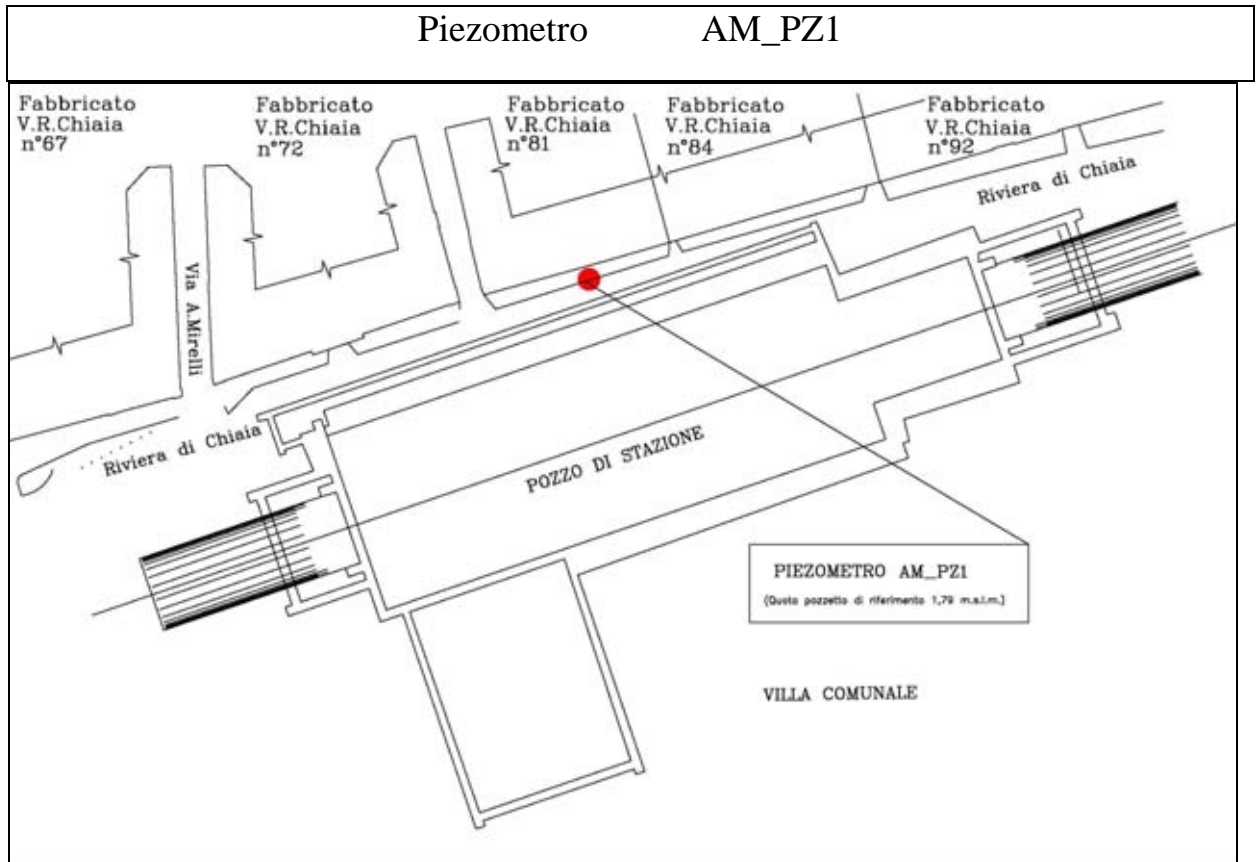 Piezometro AM_PZ1
Fabbricato
V.R.Chiaia
n°67
Fabbricato
V.R.Chiaia
n°72
Fabbricato
V.R.Chiaia
n°81
Fabbricato
V.R.Chiaia
n°84
Fabbricato
V.R.Chiaia
n°92
Riviera di Chiaia
Via A.Mirelli
Riviera di Chiaia
POZZO DI STAZIONE
PIEZOMETRO AM_PZ1
(Quota pozzetto di riferimento 1,79 m.s.l.m.)
VILLA COMUNALE